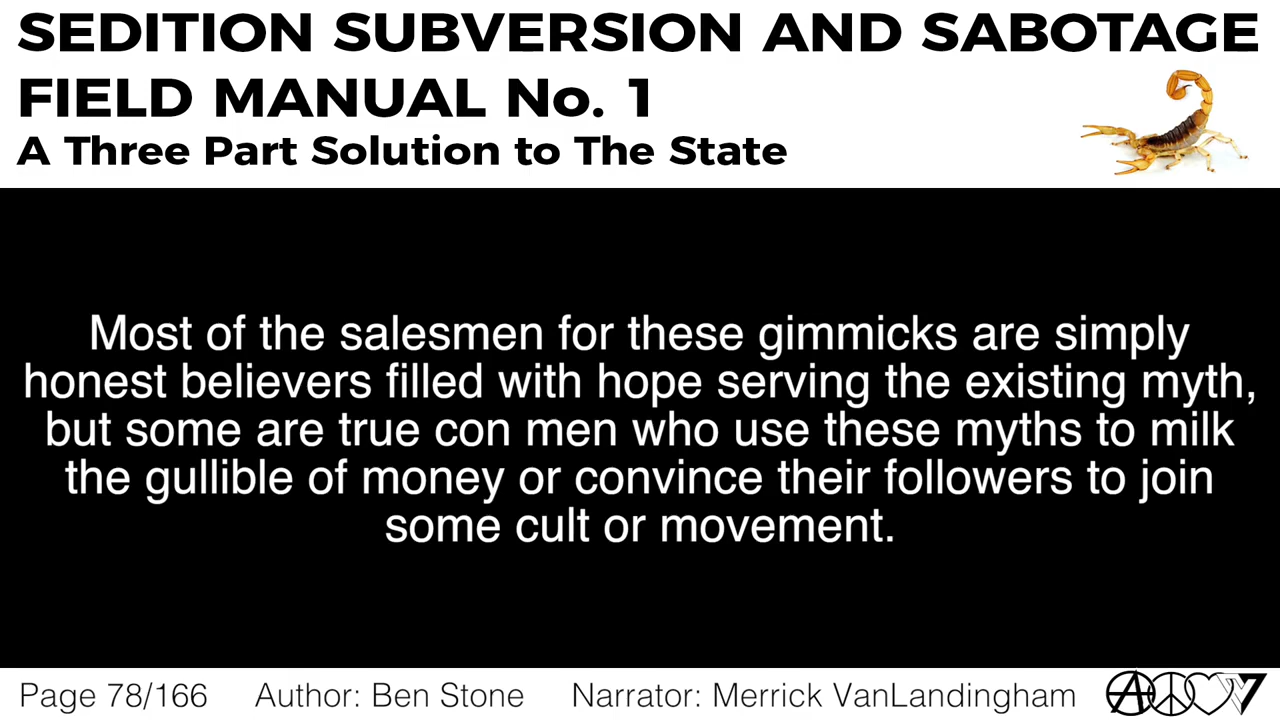 SEDITION SUBVERSION AND SABOTAGE
FIELD MANUAL No. 1
A Three Part Solution to The State
Most of the salesmen for these gimmicks are simply
honest believers filled with hope serving the existing myth,
but some are true con men who use these myths to milk
the gullible of money or convince their followers to join
some cult or movement.
Page 78/166 Author: Ben Stone Narrator: Merrick VanLandingham